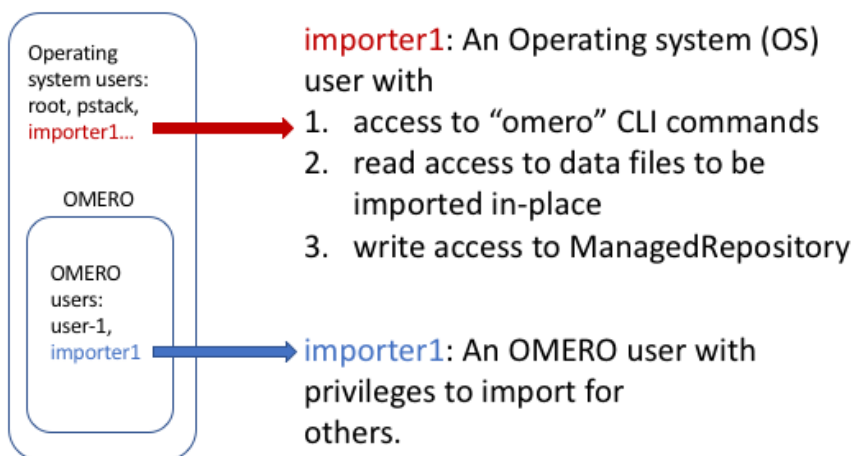 Operating
system users:
root, pstack,
importer1...
OMERO
OMERO
users:
user-1,
importer1
importer1: An Operating system (OS)
user with
1. access to “omero” CLI commands
2. read access to data files to be
imported in-place
3. write access to ManagedRepository
importer1: An OMERO user with
privileges to import for
others.